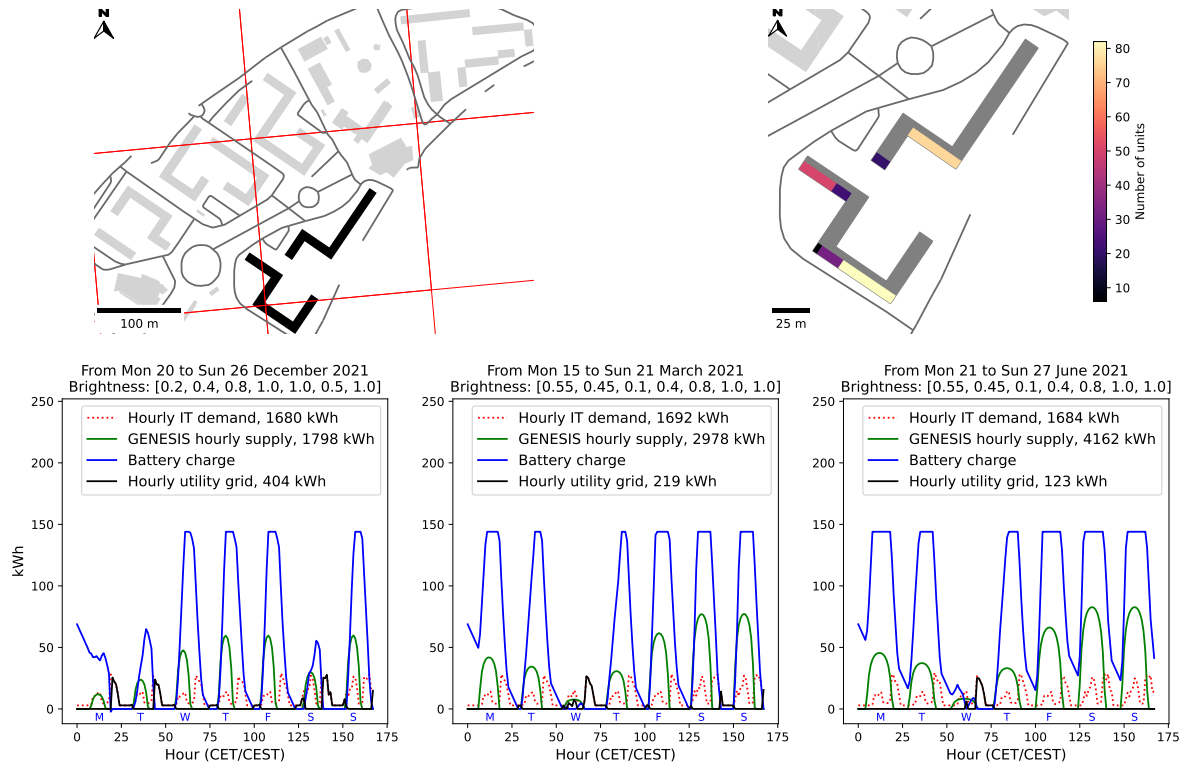 N
100 m
N
25 m
80
70
60
50
40
30
20
10
Number of units
From Mon 20 to Sun 26 December 2021
Brightness: [0.2, 0.4, 0.8, 1.0, 1.0, 0.5, 1.0]
Hourly IT demand, 1680 kWh
GENESIS hourly supply, 1798 kWh
Battery charge
Hourly utility grid, 404 kWh
250
200
150
100
50
0
kWh
M T W T F S S
0 25 50 75 100 125 150 175
Hour (CET/CEST)
From Mon 15 to Sun 21 March 2021
Brightness: [0.55, 0.45, 0.1, 0.4, 0.8, 1.0, 1.0]
Hourly IT demand, 1692 kWh
GENESIS hourly supply, 2978 kWh
Battery charge
Hourly utility grid, 219 kWh
250
200
150
100
50
0
M T W T F S S
0 25 50 75 100 125 150 175
Hour (CET/CEST)
From Mon 21 to Sun 27 June 2021
Brightness: [0.55, 0.45, 0.1, 0.4, 0.8, 1.0, 1.0]
Hourly IT demand, 1684 kWh
GENESIS hourly supply, 4162 kWh
Battery charge
Hourly utility grid, 123 kWh
250
200
150
100
50
0
M T W T F S S
0 25 50 75 100 125 150 175
Hour (CET/CEST)